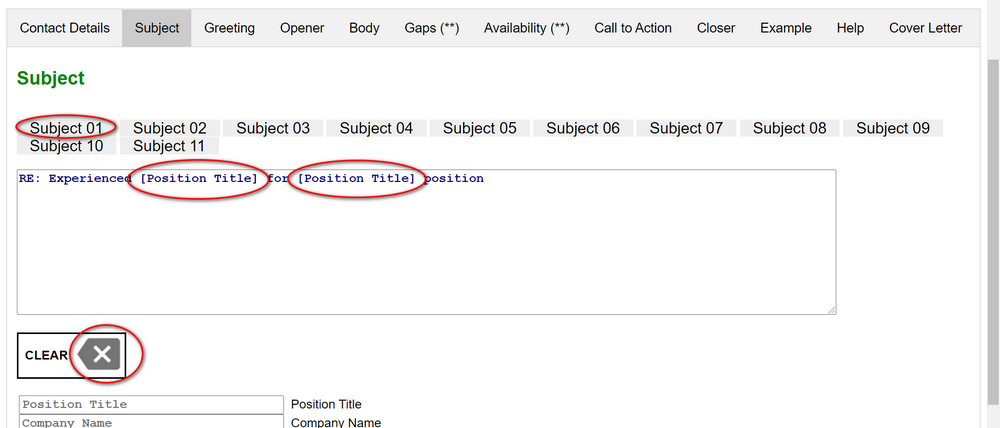 Contact Details Subject Greeting Opener Body Gaps (**) Availability (**) Call to Action Closer Example Help Cover Letter
Subject
Subject 01 Subject 02 Subject 03 Subject 04 Subject 05 Subject 06 Subject 07 Subject 08 Subject 09
Subject 10 Subject 11
RE: Experienced [Position Title] for [Position Title] position
CLEAR
Position Title Position Title
Company Name Company Name